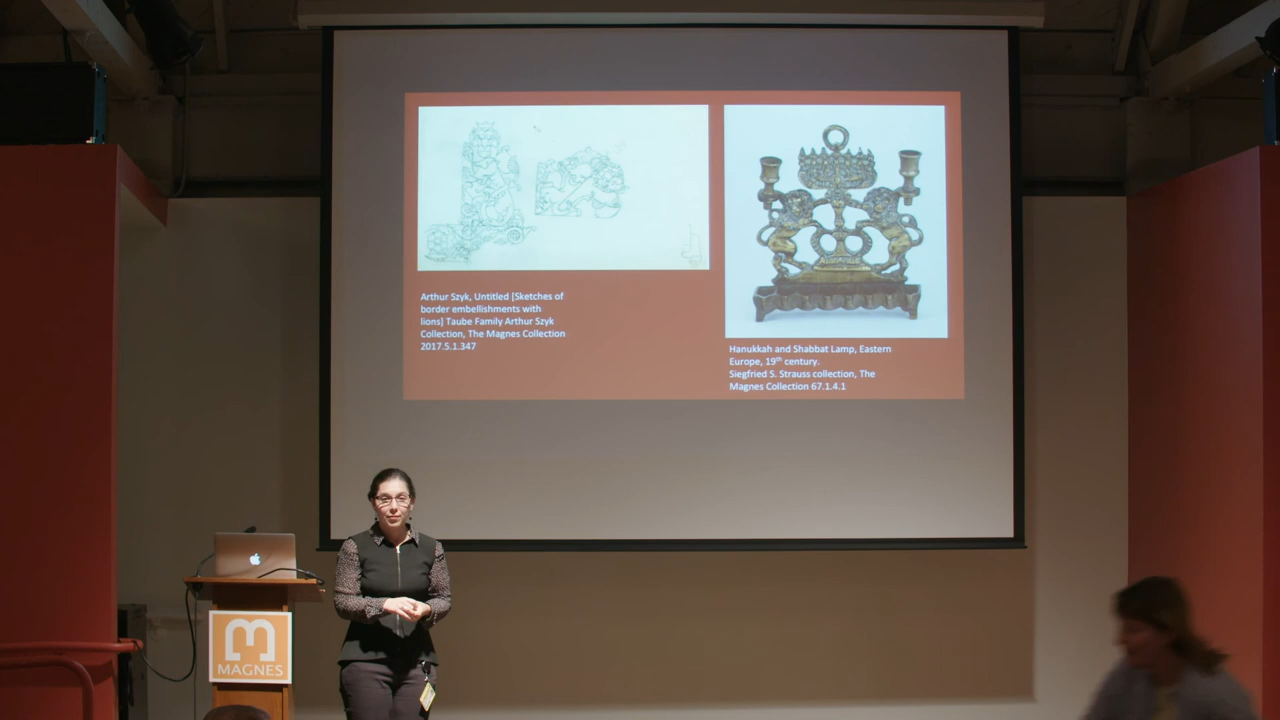 Arthur Szyk, Untitled [Sketches of
border embellishments with
lions] Taube Family Arthur Szyk
Collection, The Magnes Collection
2017.5.1.347
Hanukkah and Shabbat Lamp, Eastern
Europe, 19th century.
Siegfried S. Strauss collection, The
Magnes Collection 67.1.4.1
MAGNES